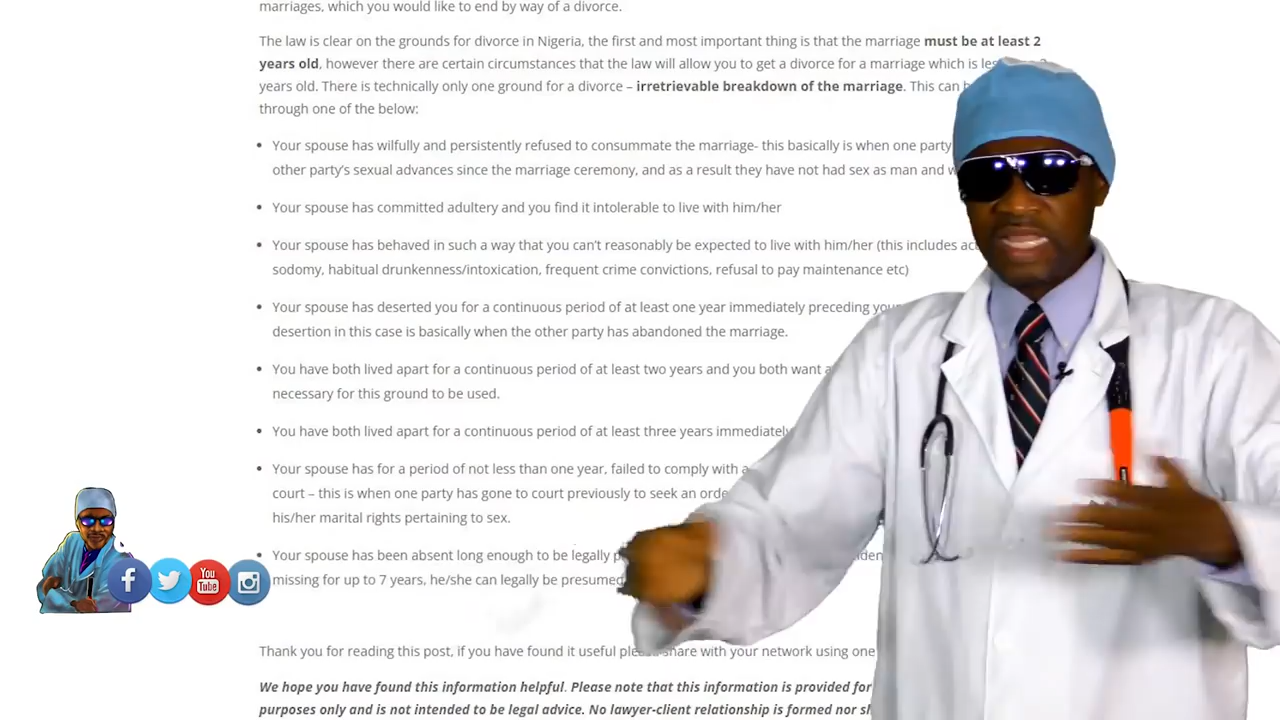 marriages, which you would like to end by way of a divorce.
The law is clear on the grounds for divorce in Nigeria, the first and most important thing is that the marriage must be at least 2
years old, however there are certain circumstances that the law will allow you to get a divorce for a marriage which is
years old. There is technically only one ground for a divorce – irretrievable breakdown of the marriage. This can
through one of the below:
• Your spouse has wilfully and persistently refused to consummate the marriage- this basically is when one party
other party's sexual advances since the marriage ceremony, and as a result they have not had sex as man and
• Your spouse has committed adultery and you find it intolerable to live with him/her
• Your spouse has behaved in such a way that you can't reasonably be expected to live with him/her (this includes
sodomy, habitual drunkenness/intoxication, frequent crime convictions, refusal to pay maintenance etc)
• Your spouse has deserted you for a continuous period of at least one year immediately preceding
desertion in this case is basically when the other party has abandoned the marriage.
• You have both lived apart for a continuous period of at least two years and you both want
necessary for this ground to be used.
• You have both lived apart for a continuous period of at least three years immediately
• Your spouse has for a period of not less than one year, failed to comply with a
court – this is when one party has gone to court previously to seek an
his/her marital rights pertaining to sex.
• Your spouse has been absent long enough to be legally
missing for up to 7 years, he/she can legally be presumed
f
You
Tube
Thank you for reading this post, if you have found it useful please share with your network using one
We hope you have found this information helpful. Please note that this information is provided for
purposes only and is not intended to be legal advice. No lawyer-client relationship is formed nor